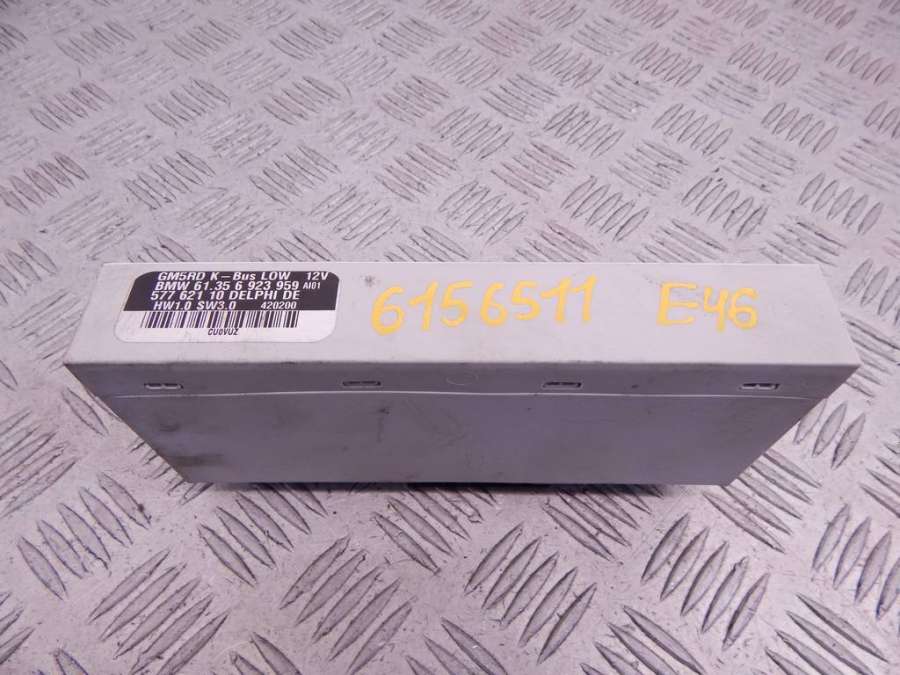 GM5RD K-Bus LOW 12V
BMW 61.35 6 923 959 AI01
577 621 10 DELPHI DE
HW1.0 SW3.0 420200
CU0VUZ
6156511 E46